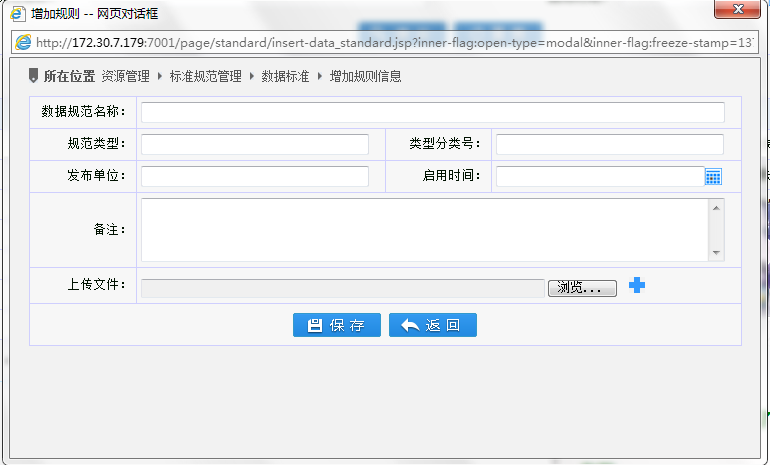 增加规则 -- 网页对话框
http://172.30.7.179:7001/page/standard/insert-data_standard.jsp?inner-flag:open-type=modal&inner-flag:freeze-stamp=13
所在位置 资源管理 标准规范管理 数据标准 增加规则信息
数据规范名称：
规范类型： 类型分类号：
发布单位： 启用时间：
备注：
上传文件： 浏览...
保存 返回